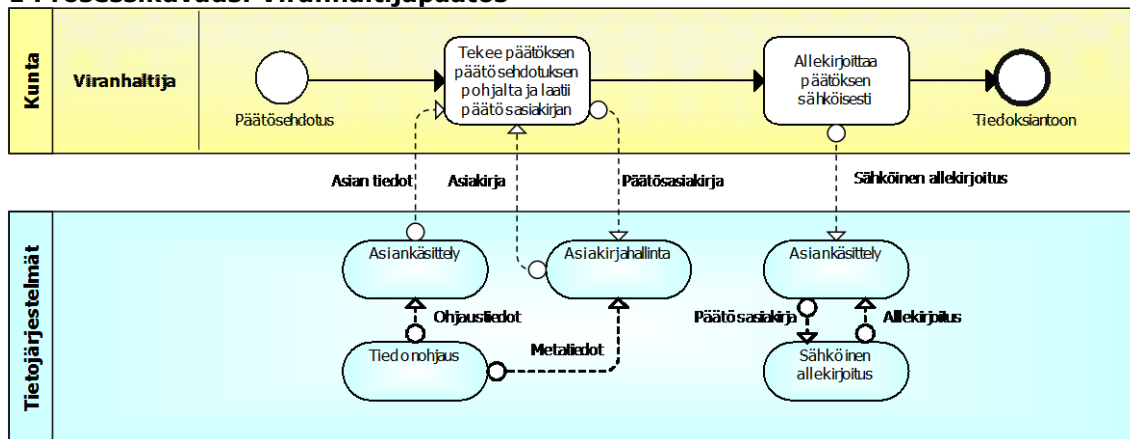 Kunta
Viranhaltija
Päätösehdotus
Tekee päätöksen
päätösehdotuksen
pohjalta ja laatii
päätösasiakirjan
Allekirjoittaa
päätöksen
sähköisesti
Tiedoksiantoon
Asian tiedot
Asiakirja
Päätösasiakirja
Sähköinen allekirjoitus
Tietojärjestelmät
Asiankäsittely
Asiakirjahallinta
Asiankäsittely
Ohjaustiedot
Päätösasiakirja
Allekirjoitus
Tiedonohjaus
Metatiedot
Sähköinen
allekirjoitus